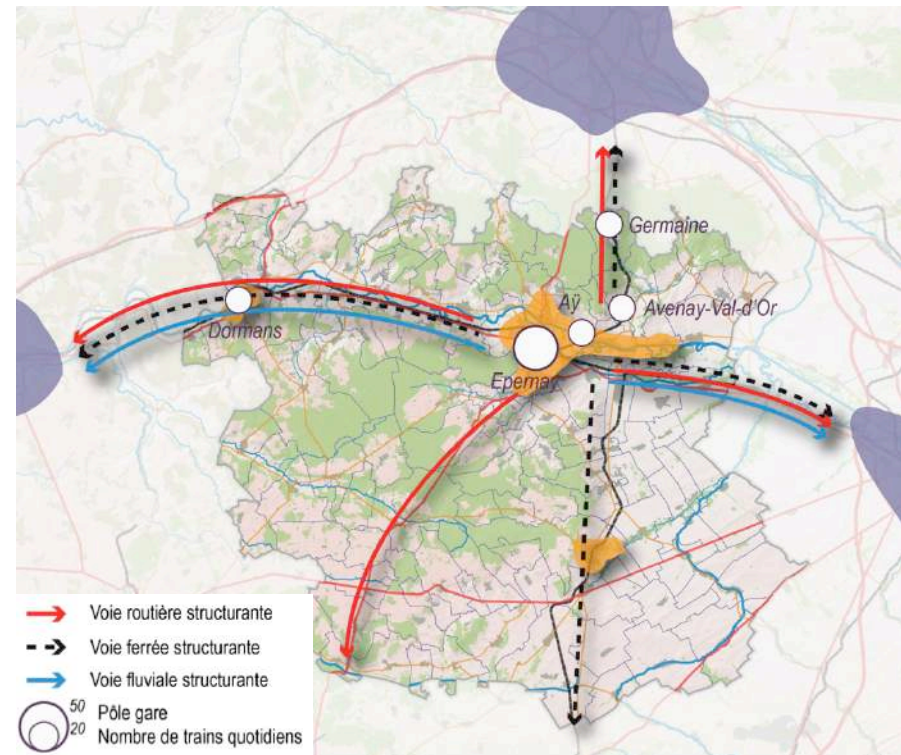 Germaine
Aÿ
Avenay-Val-d'Or
Dormans
Epernay
Voie routière structurante
Voie ferrée structurante
Voie fluviale structurante
50
20
Pôle gare
Nombre de trains quotidiens